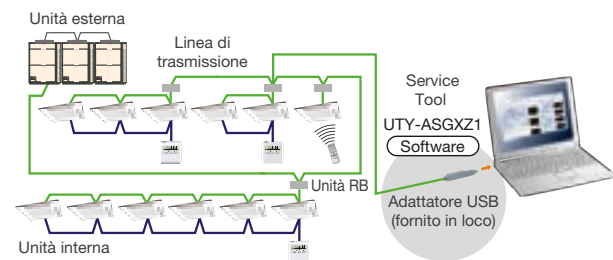 Unità esterna
Linea di
trasmissione
Service
Tool
UTY-ASGXZ1
Software
Unità RB
Adattatore USB
(fornito in loco)
Unità interna